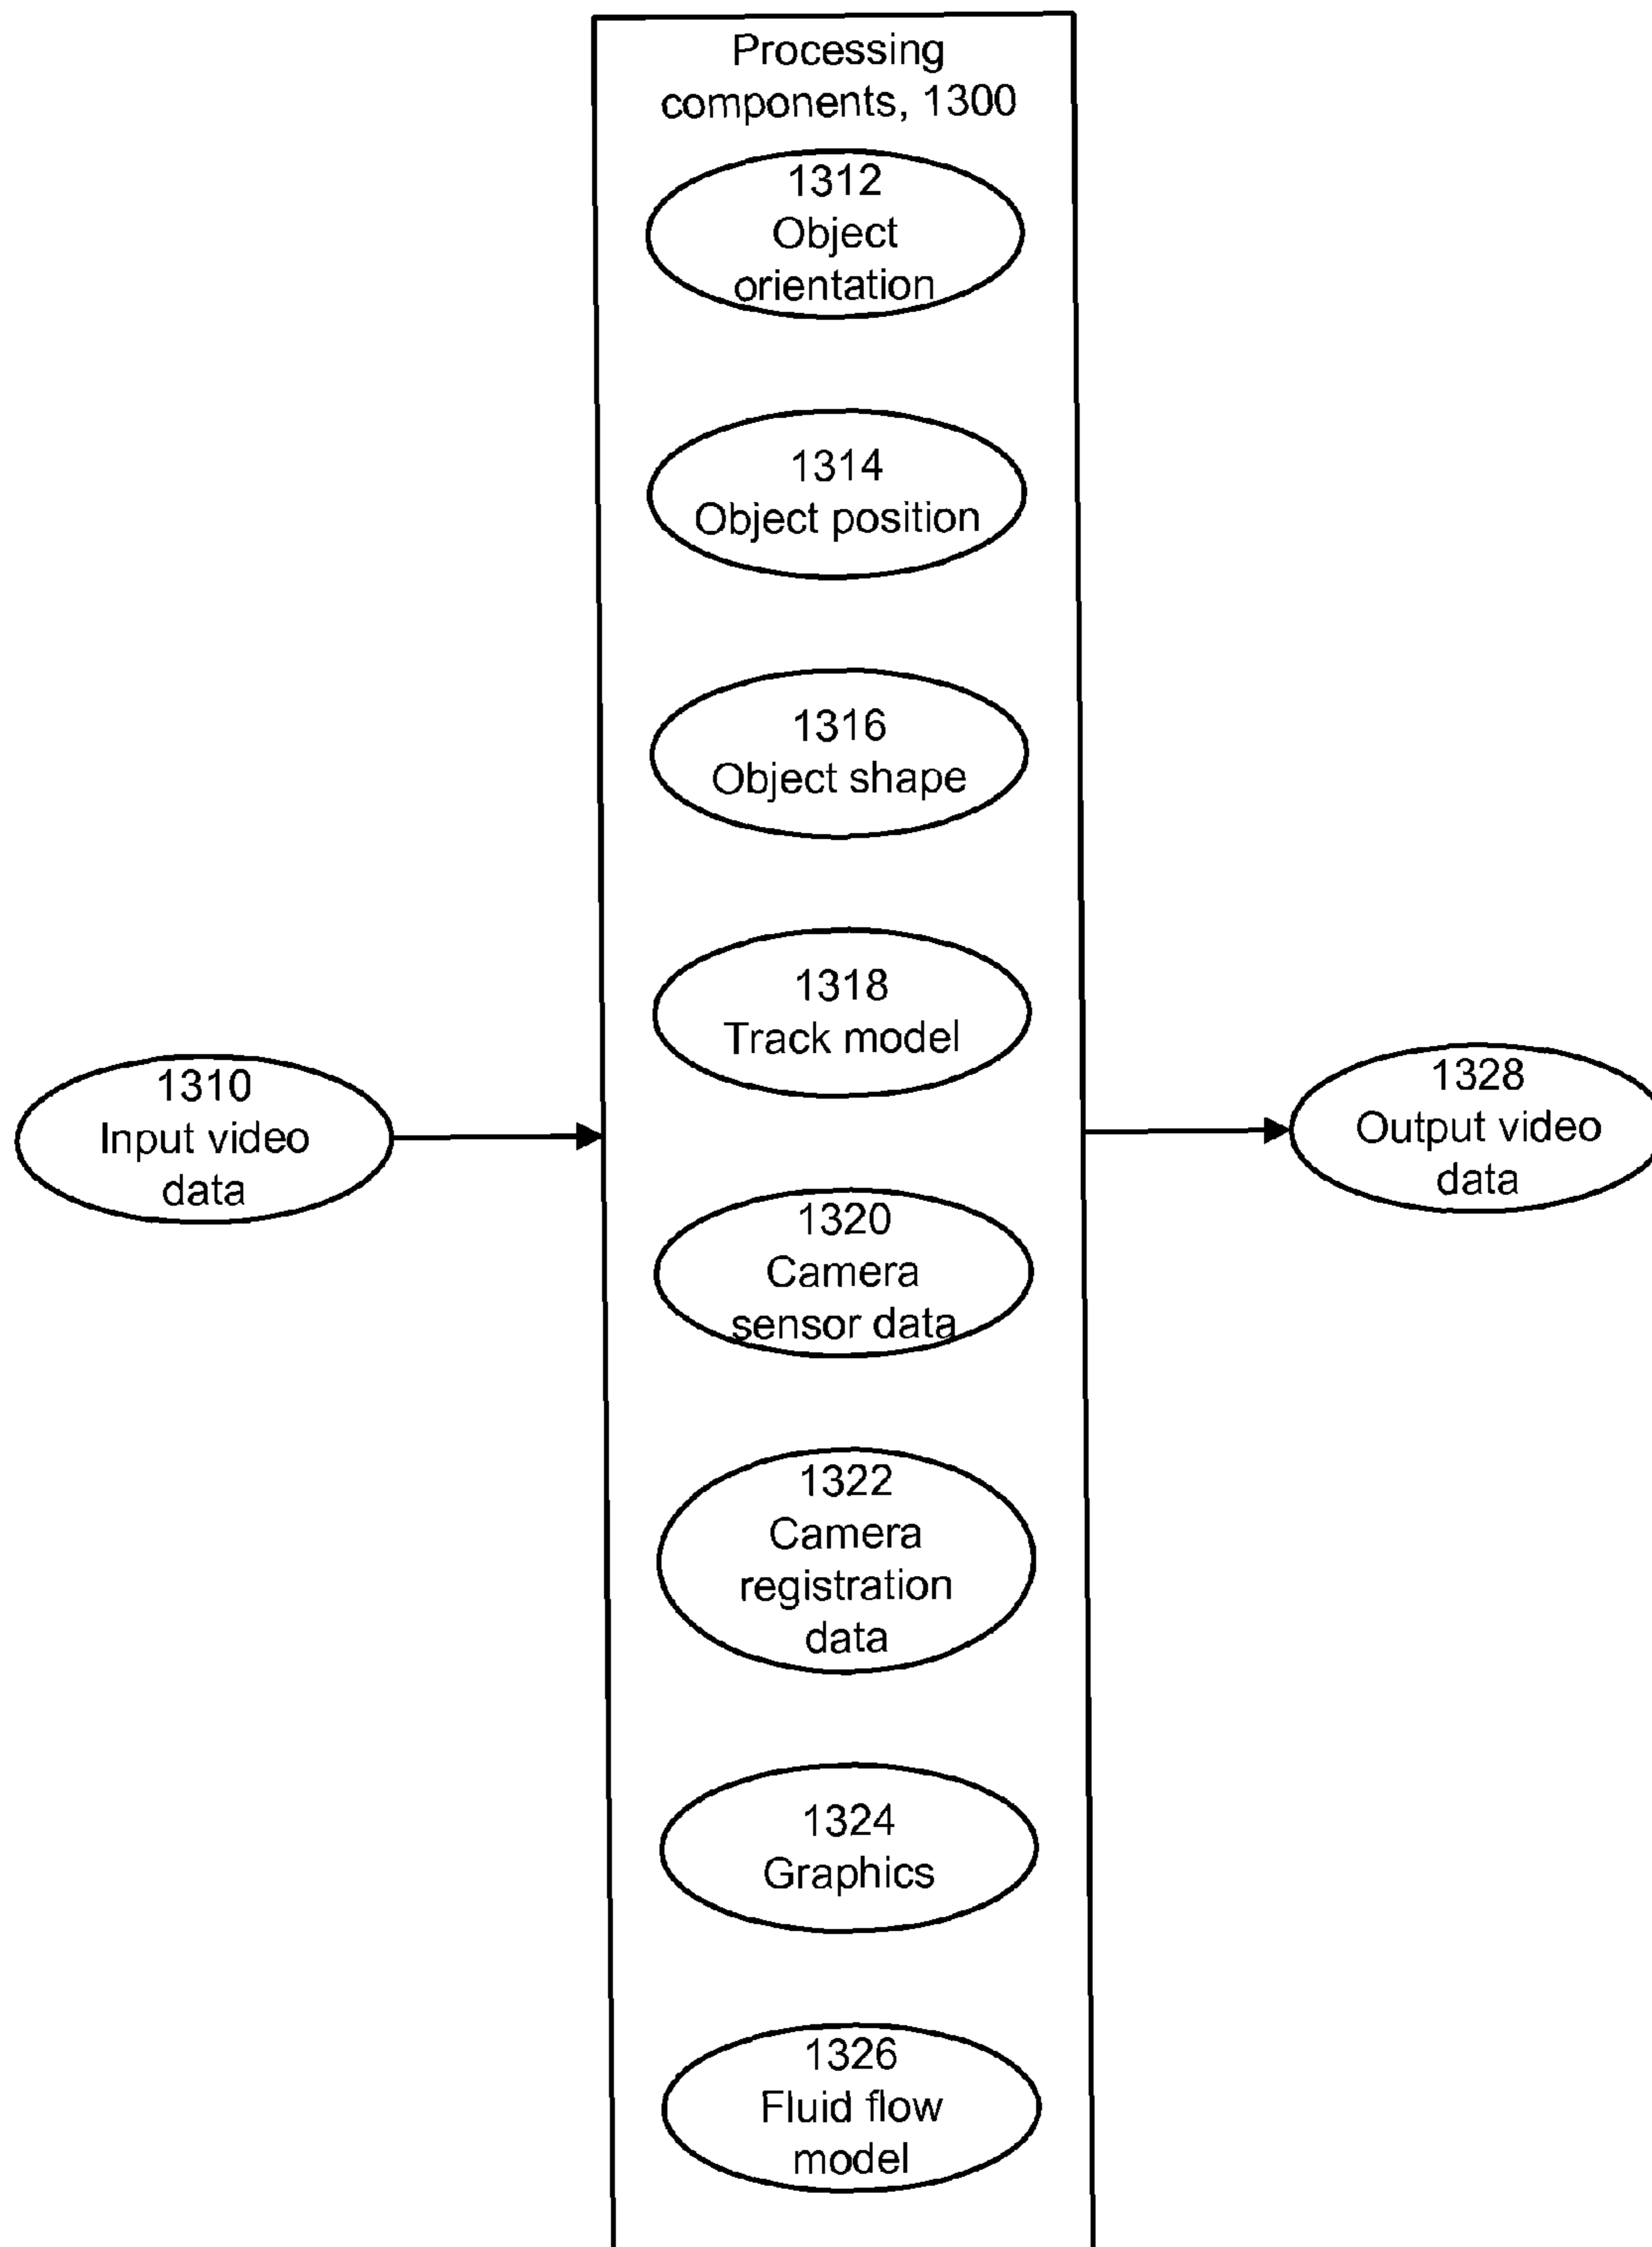 Processing
components, 1300
1312
Object
orientation
1314
Object position
1316
Object shape
1318
Track model
1310
Input video
data
1328
Output video
data
1320
Camera
sensor data
1322
Camera
registration
data
1324
Graphics
1326
Fluid flow
model